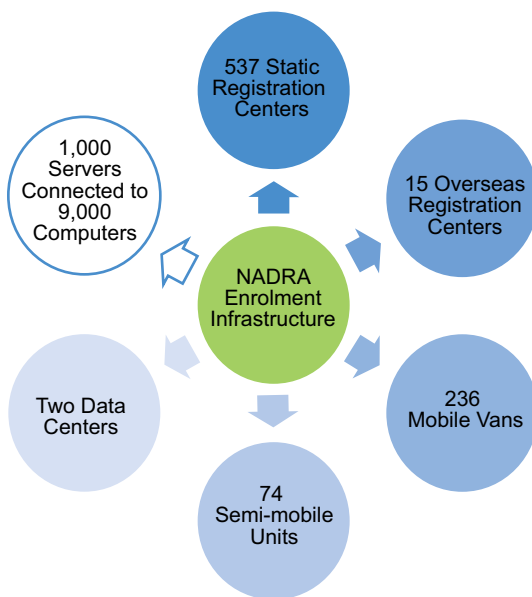 537 Static
Registration
Centers
1,000
Servers
Connected to
9,000
Computers
15 Overseas
Registration
Centers
NADRA
Enrolment
Infrastructure
Two Data
Centers
236
Mobile Vans
74
Semi-mobile
Units